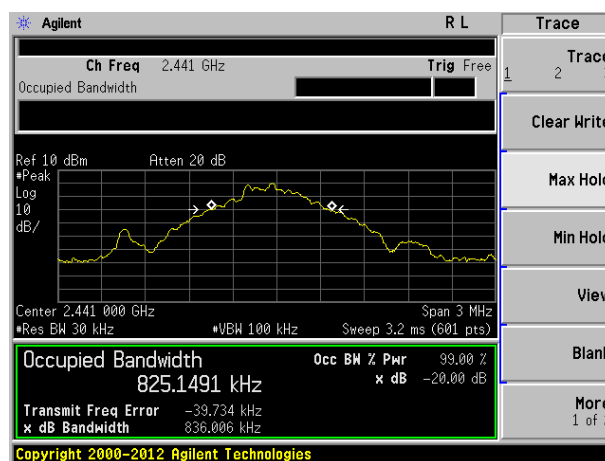 Agilent R L Trace
Ch Freq 2.441 GHz Trig Free
Occupied Bandwidth
Trace
1 2
Clear Write
Max Hold
Min Hold
View
Blank
More
1 of
Ref 10 dBm Atten 20 dB
#Peak
Log
10
dB/
Center 2.441 000 GHz Span 3 MHz
#Res BW 30 kHz #VBW 100 kHz Sweep 3.2 ms (601 pts)
Occupied Bandwidth Occ BW % Pwr 99.00 %
825.1491 kHz x dB -20.00 dB
Transmit Freq Error -39.734 kHz
x dB Bandwidth 836.006 kHz
Copyright 2000-2012 Agilent Technologies